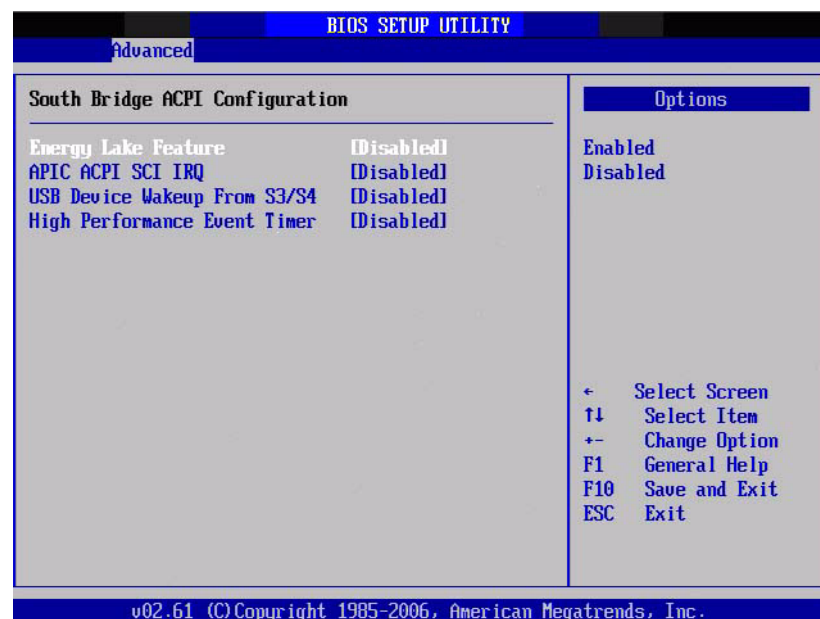 BIOS SETUP UTILITY
Advanced
South Bridge ACPI Configuration
Energy Lake Feature [Disabled]
APIC ACPI SCI IRQ [Disabled]
USB Device Wakeup From S3/S4 [Disabled]
High Performance Event Timer [Disabled]
Options
Enabled
Disabled
← Select Screen
↑↓ Select Item
+- Change Option
F1 General Help
F10 Save and Exit
ESC Exit
v02.61 (C)Copyright 1985-2006, American Megatrends, Inc.